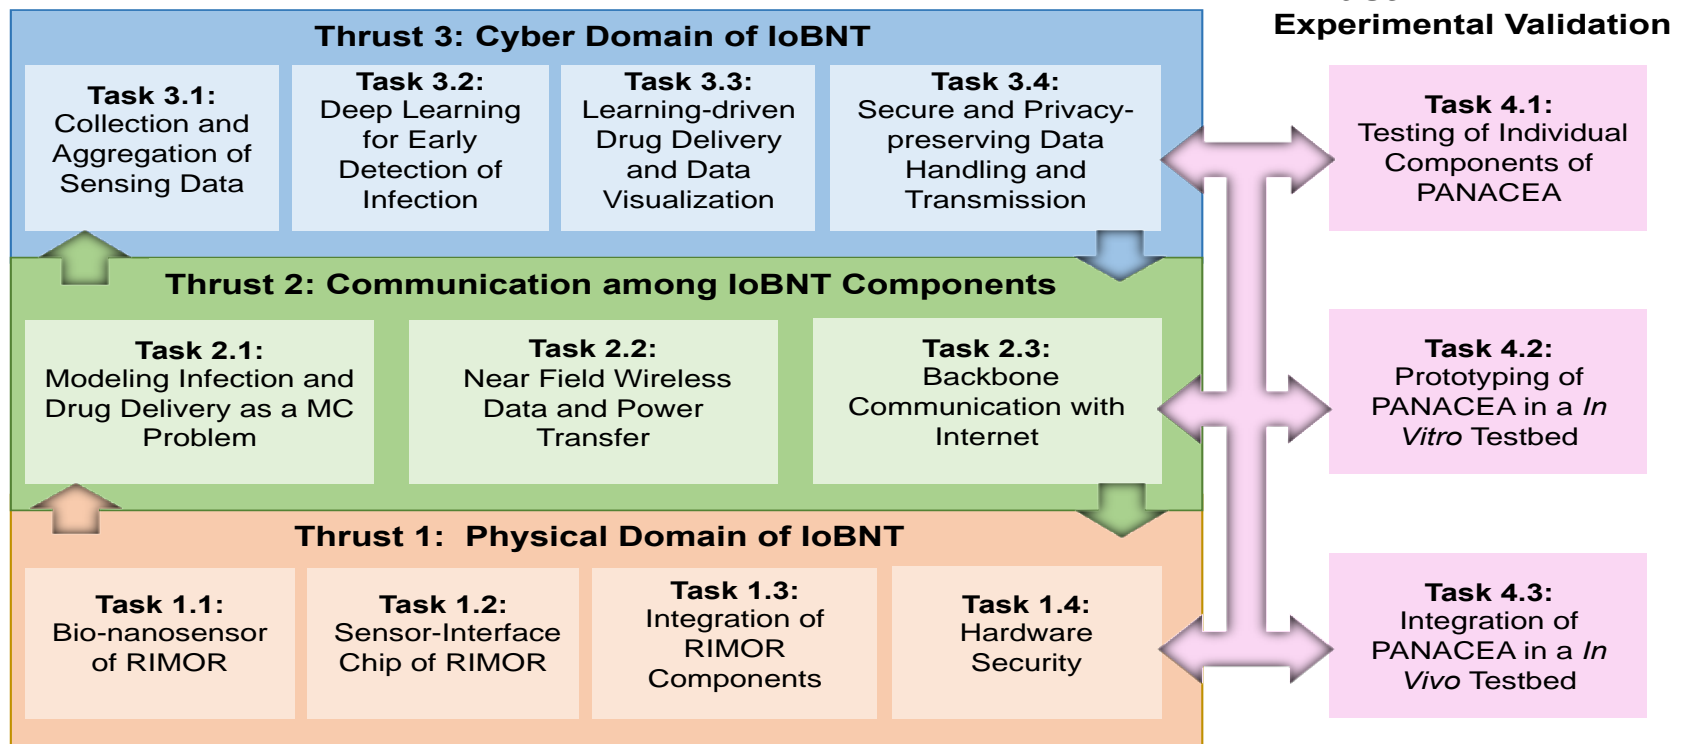 Experimental Validation
Thrust 3: Cyber Domain of IoBNT
Task 3.1:
Collection and
Aggregation of
Sensing Data
Task 3.2:
Deep Learning
for Early
Detection of
Infection
Task 3.3:
Learning-driven
Drug Delivery
and Data
Visualization
Task 3.4:
Secure and Privacy-
preserving Data
Handling and
Transmission
Task 4.1:
Testing of Individual
Components of
PANACEA
Thrust 2: Communication among IoBNT Components
Task 2.1:
Modeling Infection and
Drug Delivery as a MC
Problem
Task 2.2:
Near Field Wireless
Data and Power
Transfer
Task 2.3:
Backbone
Communication with
Internet
Task 4.2:
Prototyping of
PANACEA in a In
Vitro Testbed
Thrust 1:  Physical Domain of IoBNT
Task 1.1:
Bio-nanosensor
of RIMOR
Task 1.2:
Sensor-Interface
Chip of RIMOR
Task 1.3:
Integration of
RIMOR
Components
Task 1.4:
Hardware
Security
Task 4.3:
Integration of
PANACEA in a In
Vivo Testbed